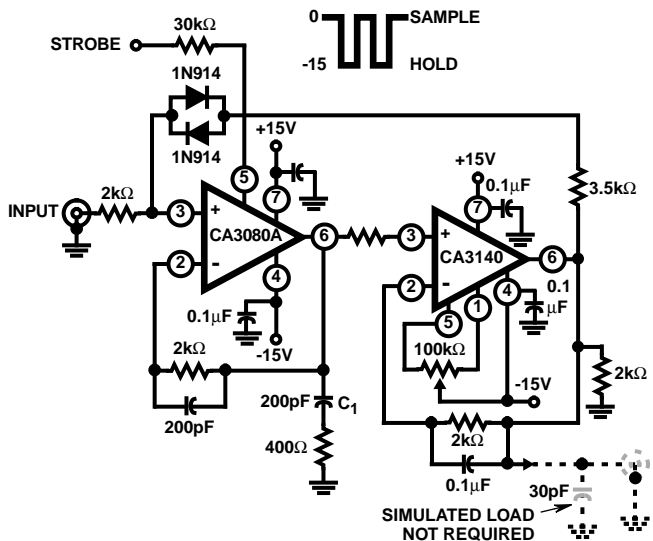 0
SAMPLE
-15
HOLD
30kΩ
STROBE
1N914
1N914
+15V
5
7
2kΩ
INPUT
3
+
CA3080A
6
2
-
4
0.1µF
-15V
2kΩ
200pF
200pF
C1
400Ω
+15V
0.1µF
3.5kΩ
7
3
+
CA3140
6
2
-
4
1
5
0.1
µF
100kΩ
-15V
2kΩ
2kΩ
0.1µF
30pF
SIMULATED LOAD
NOT REQUIRED